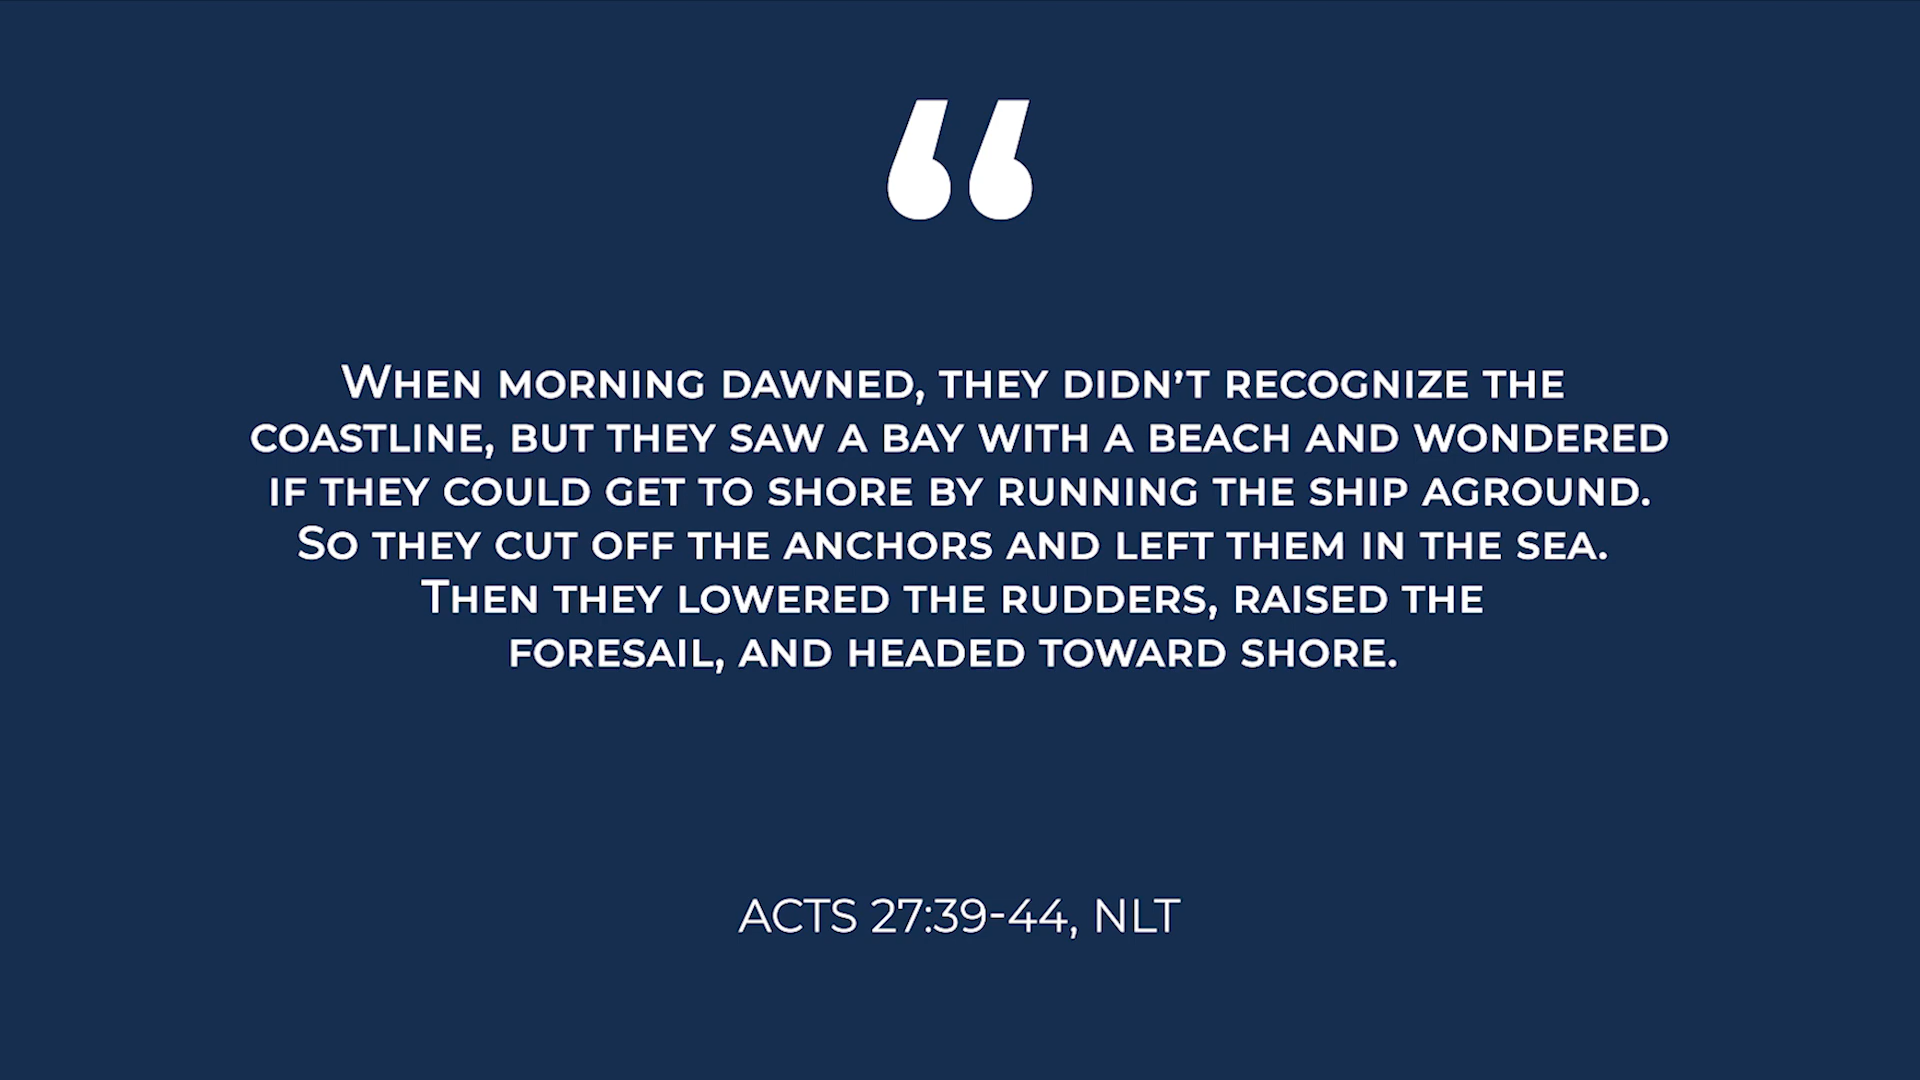 “
When morning dawned, they didn’t recognize the
coastline, but they saw a bay with a beach and wondered
if they could get to shore by running the ship aground.
So they cut off the anchors and left them in the sea.
Then they lowered the rudders, raised the
foresail, and headed toward shore.
ACTS 27:39-44, NLT